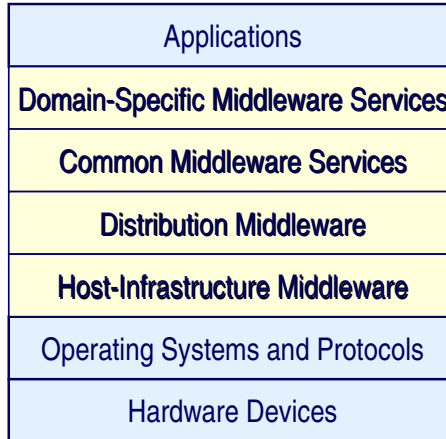 Applications
Domain-Specific Middleware Services
Common Middleware Services
Distribution Middleware
Host-Infrastructure Middleware
Operating Systems and Protocols
Hardware Devices